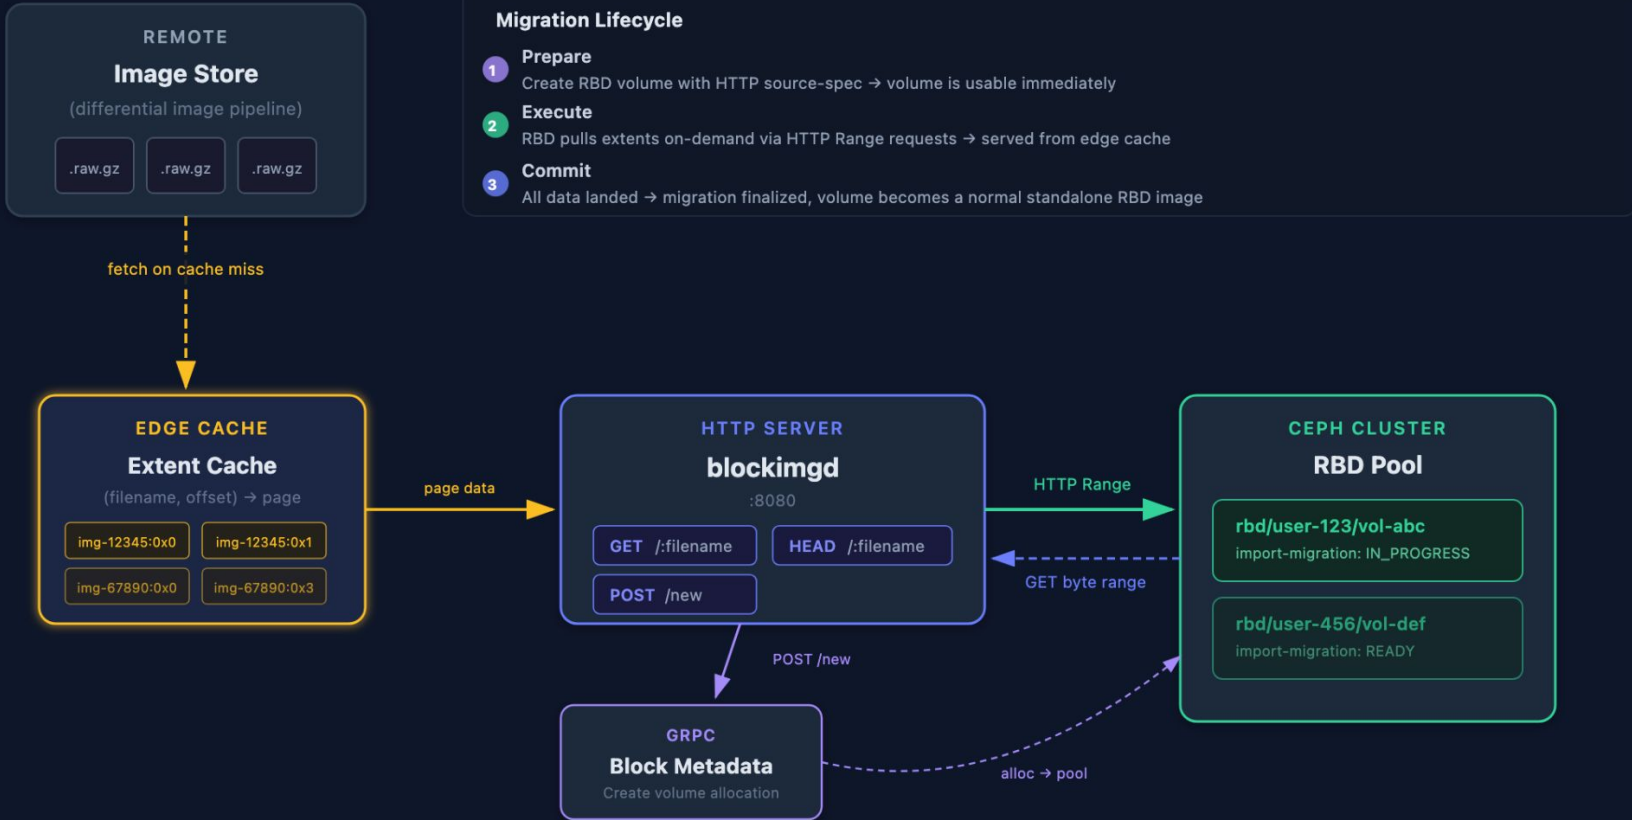 REMOTE
Image Store
(differential image pipeline)
.raw.gz
.raw.gz
.raw.gz
Migration Lifecycle
1
Prepare
Create RBD volume with HTTP source-spec → volume is usable immediately
2
Execute
RBD pulls extents on-demand via HTTP Range requests → served from edge cache
3
Commit
All data landed → migration finalized, volume becomes a normal standalone RBD image
fetch on cache miss
EDGE CACHE
Extent Cache
(filename, offset) → page
img-12345:0x0
img-12345:0x1
img-67890:0x0
img-67890:0x3
page data
HTTP SERVER
blockimgd
:8080
GET /:filename
HEAD /:filename
POST /new
HTTP Range
GET byte range
CEPH CLUSTER
RBD Pool
rbd/user-123/vol-abc
import-migration: IN_PROGRESS
rbd/user-456/vol-def
import-migration: READY
POST /new
GRPC
Block Metadata
Create volume allocation
alloc → pool